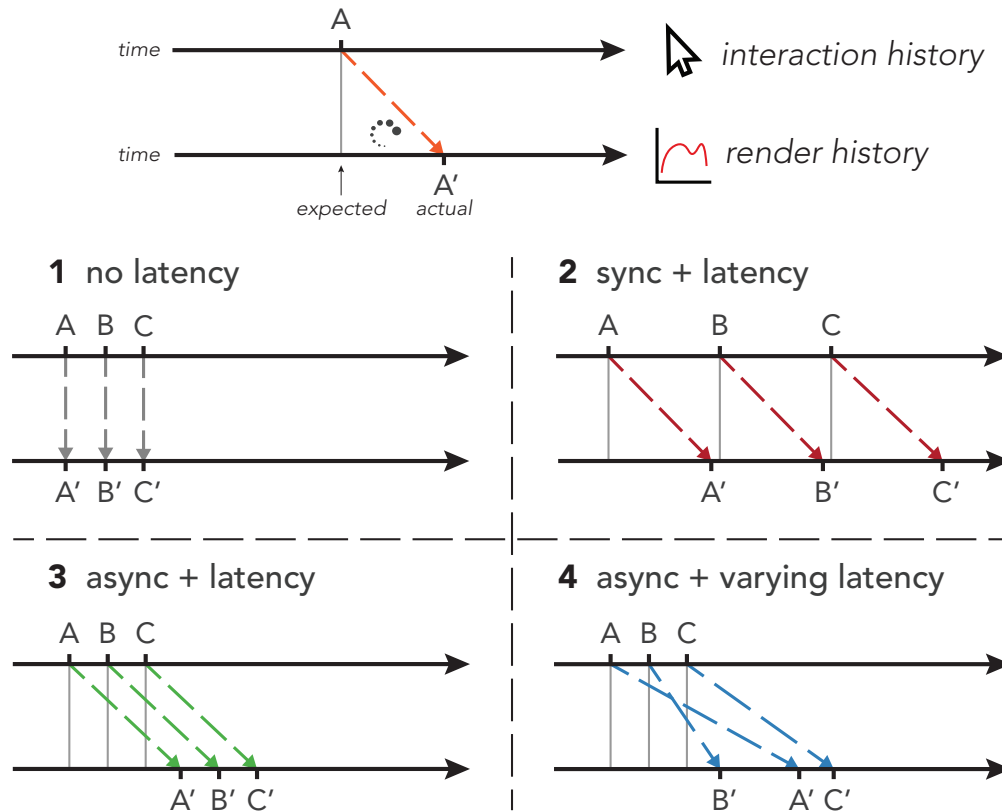 A
time
interaction history
time
render history
A'
expected actual
1 no latency
A B C
A' B' C'
2 sync + latency
A B C
A' B' C'
3 async + latency
A B C
A' B' C'
4 async + varying latency
A B C
B' A' C'